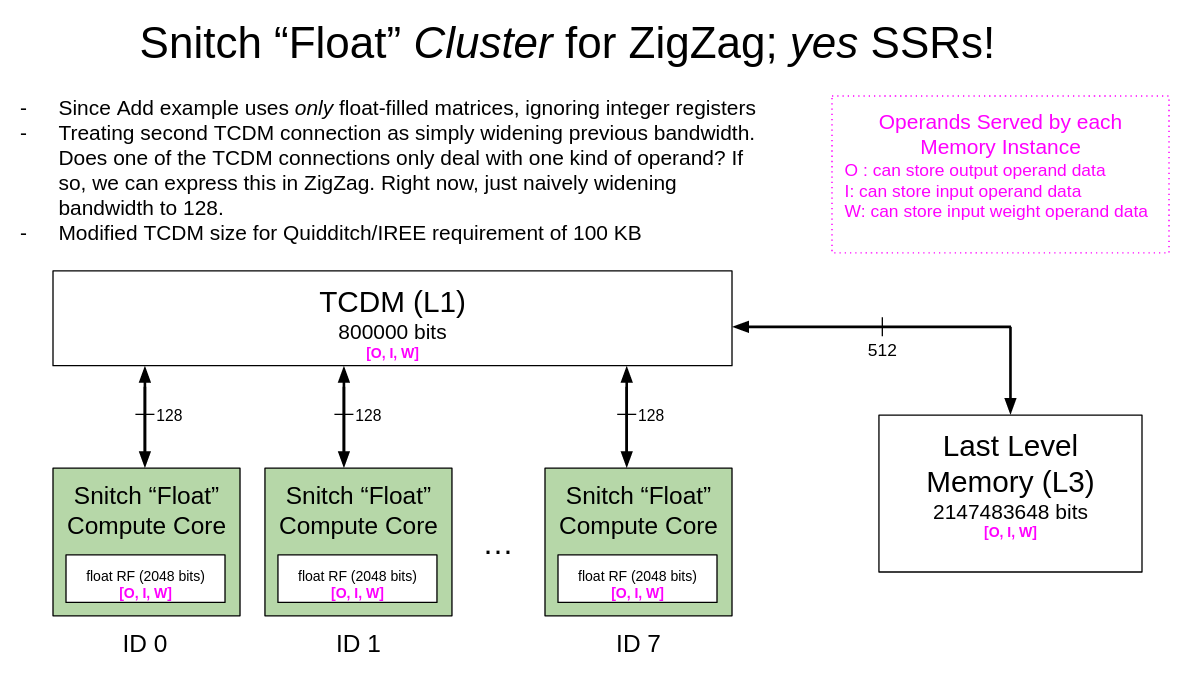 Snitch “Float” Cluster for ZigZag; yes SSRs!
- Since Add example uses only float-filled matrices, ignoring integer registers
- Treating second TCDM connection as simply widening previous bandwidth.
Does one of the TCDM connections only deal with one kind of operand? If
so, we can express this in ZigZag. Right now, just naively widening
bandwidth to 128.
- Modified TCDM size for Quidditch/IREE requirement of 100 KB
Operands Served by each
Memory Instance
O : can store output operand data
I: can store input operand data
W: can store input weight operand data
TCDM (L1)
800000 bits
[O, I, W]
512
128
128
128
Last Level
Memory (L3)
2147483648 bits
[O, I, W]
Snitch “Float”
Compute Core
float RF (2048 bits)
[O, I, W]
ID 0
Snitch “Float”
Compute Core
float RF (2048 bits)
[O, I, W]
ID 1
...
Snitch “Float”
Compute Core
float RF (2048 bits)
[O, I, W]
ID 7